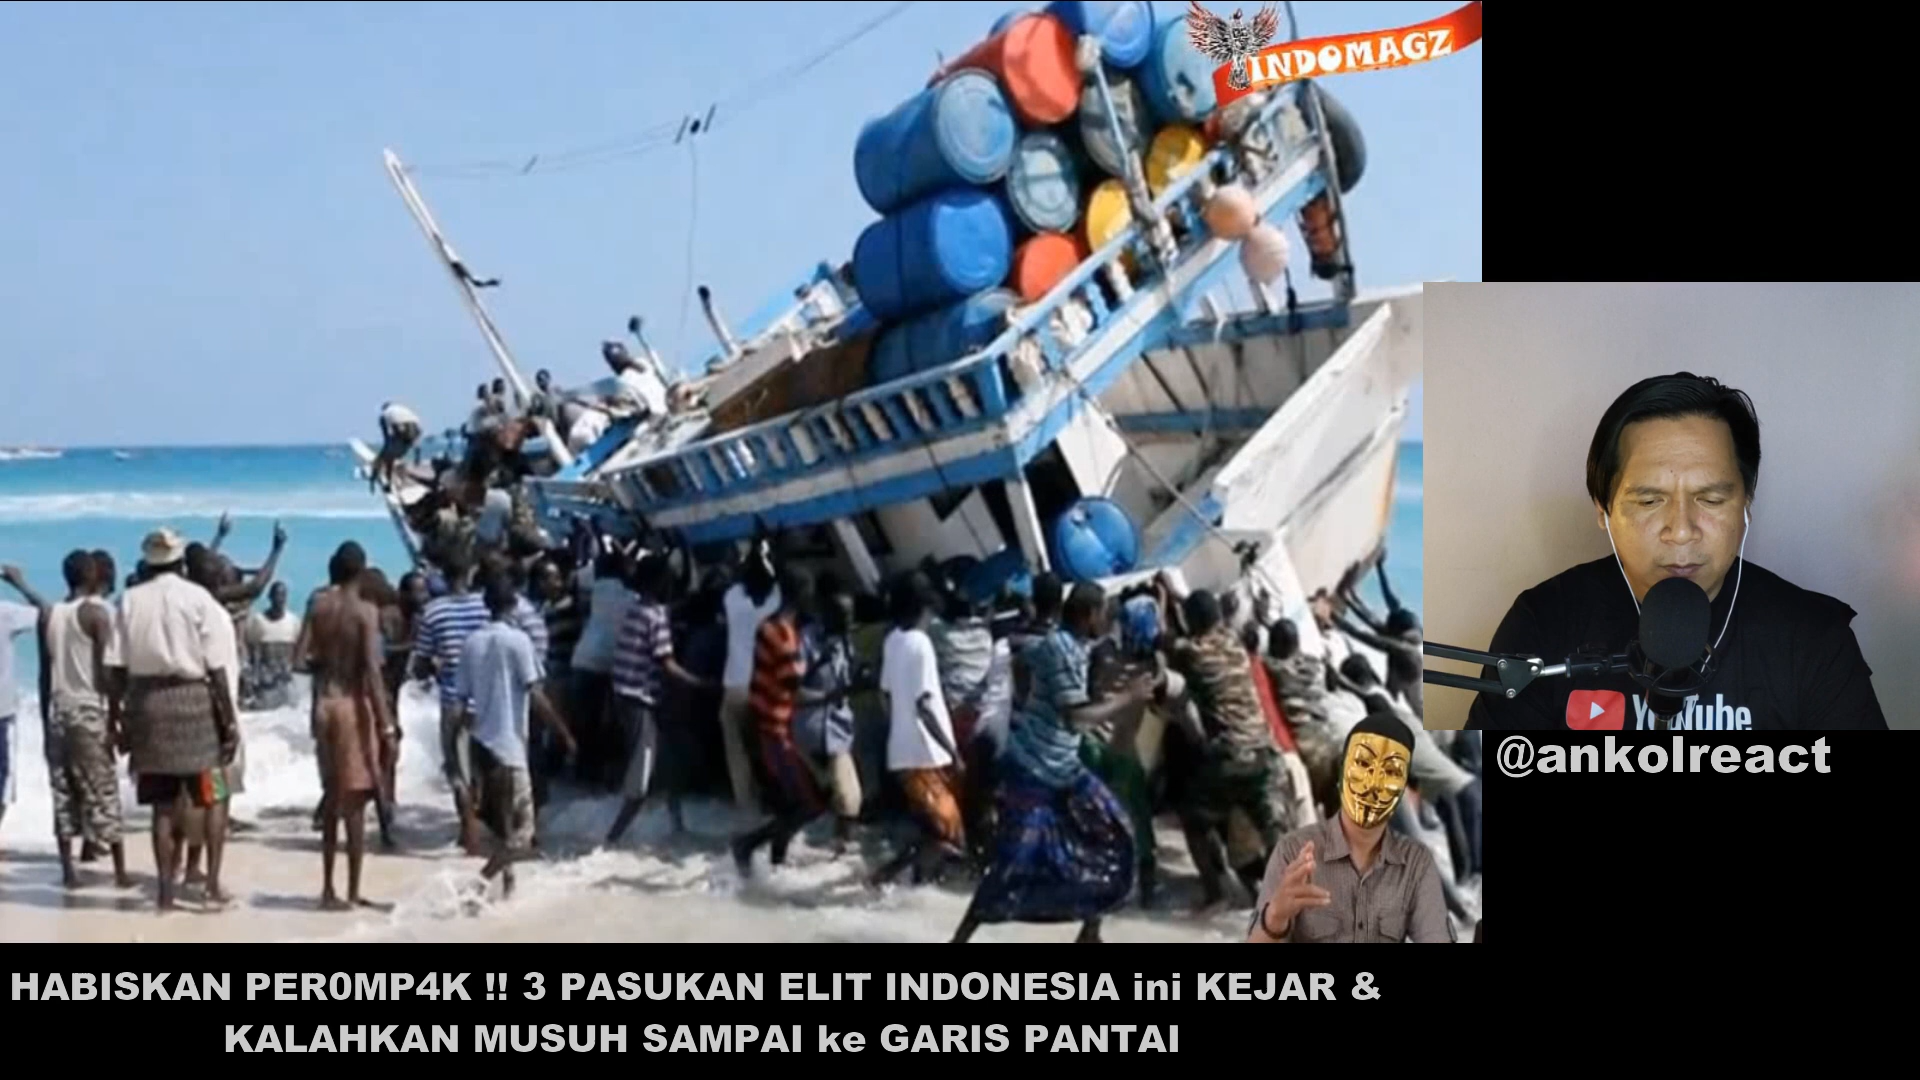 INDOMAGZ
YouTube
@ankolreact
HABISKAN PER0MP4K !! 3 PASUKAN ELIT INDONESIA ini KEJAR &
KALAHKAN MUSUH SAMPAI ke GARIS PANTAI